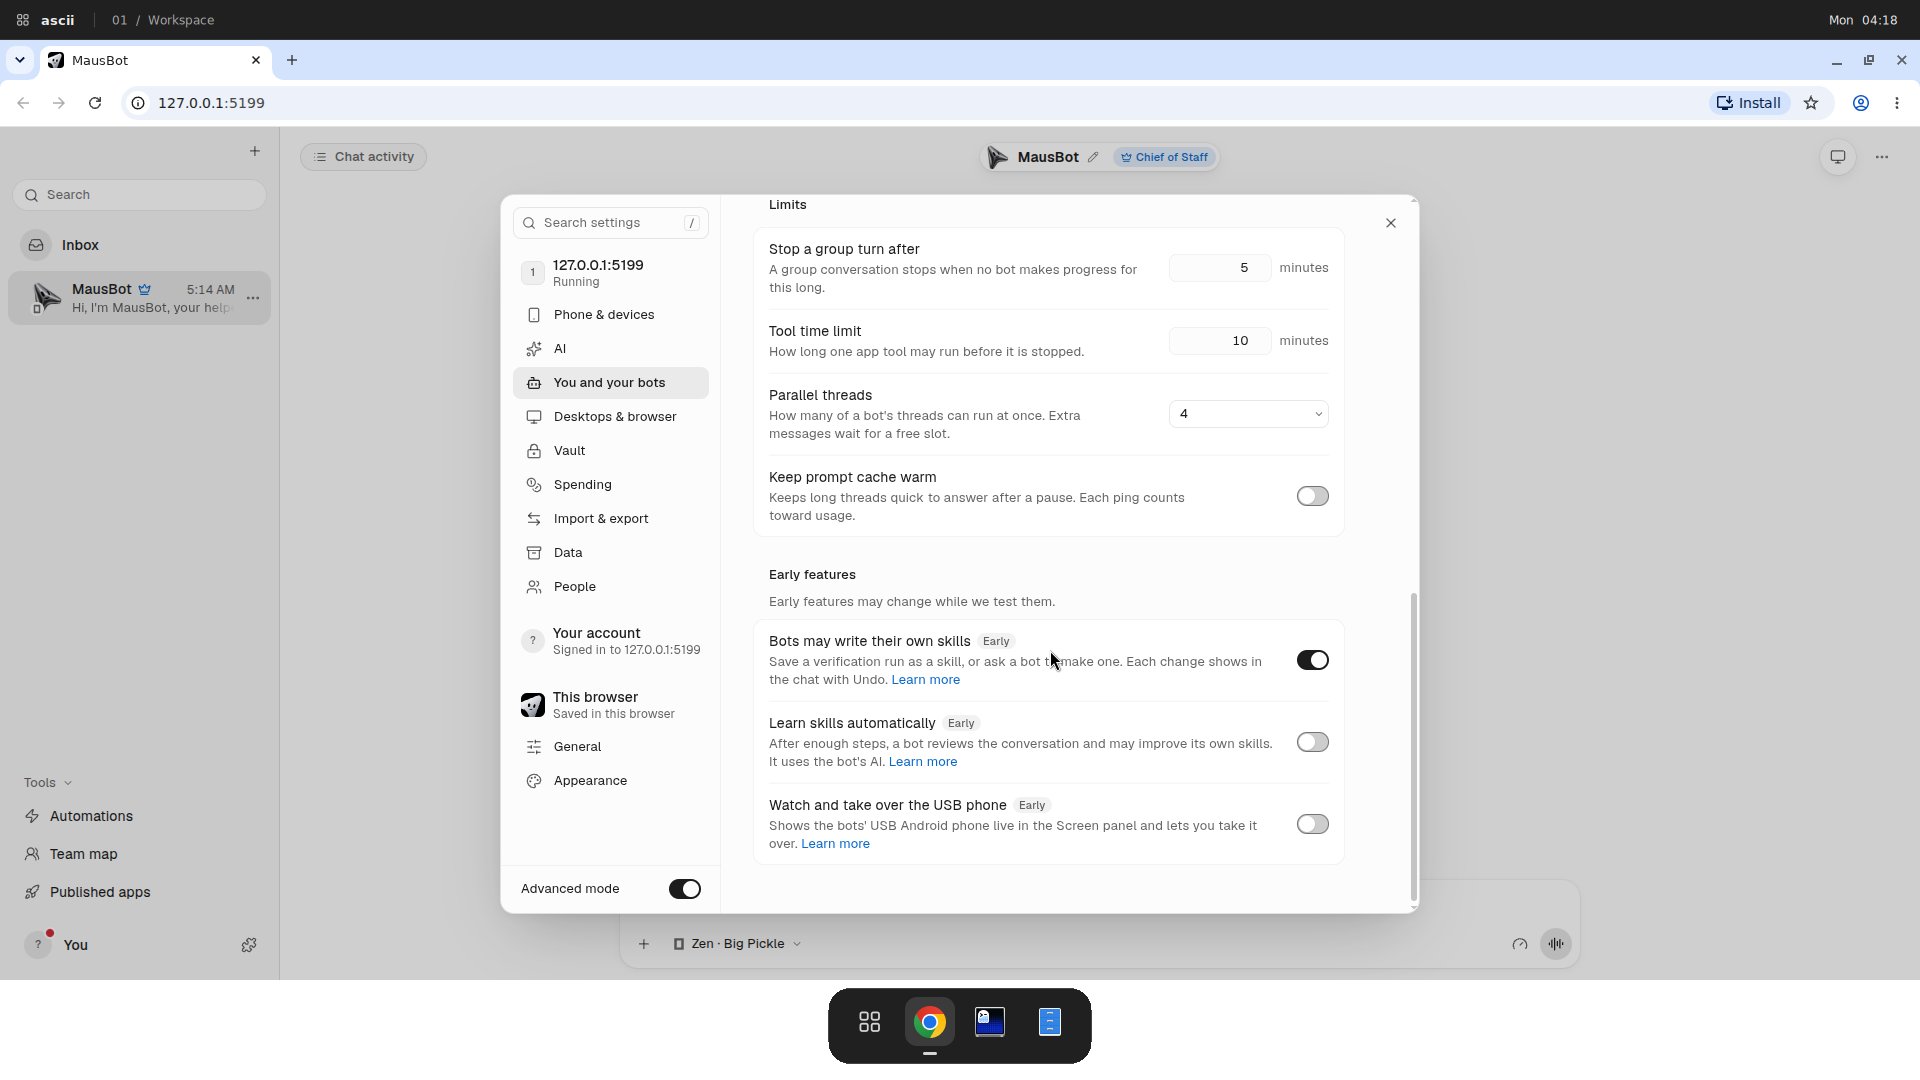 ascii
01 / Workspace
Mon 04:18
MausBot
127.0.0.1:5199
Install
Search
Inbox
MausBot
5:14 AM
Hi, I'm MausBot, your help
Tools
Automations
Team map
Published apps
? You
Chat activity
MausBot
Chief of Staff
Search settings /
1
127.0.0.1:5199
Running
Phone & devices
AI
You and your bots
Desktops & browser
Vault
Spending
Import & export
Data
People
?
Your account
Signed in to 127.0.0.1:5199
This browser
Saved in this browser
General
Appearance
Advanced mode
Limits
Stop a group turn after
A group conversation stops when no bot makes progress for
this long.
5 minutes
Tool time limit
How long one app tool may run before it is stopped.
10 minutes
Parallel threads
How many of a bot's threads can run at once. Extra
messages wait for a free slot.
4
Keep prompt cache warm
Keeps long threads quick to answer after a pause. Each ping counts
toward usage.
Early features
Early features may change while we test them.
Bots may write their own skills Early
Save a verification run as a skill, or ask a bot to make one. Each change shows in
the chat with Undo. Learn more
Learn skills automatically Early
After enough steps, a bot reviews the conversation and may improve its own skills.
It uses the bot's AI. Learn more
Watch and take over the USB phone Early
Shows the bots' USB Android phone live in the Screen panel and lets you take it
over. Learn more
Zen · Big Pickle